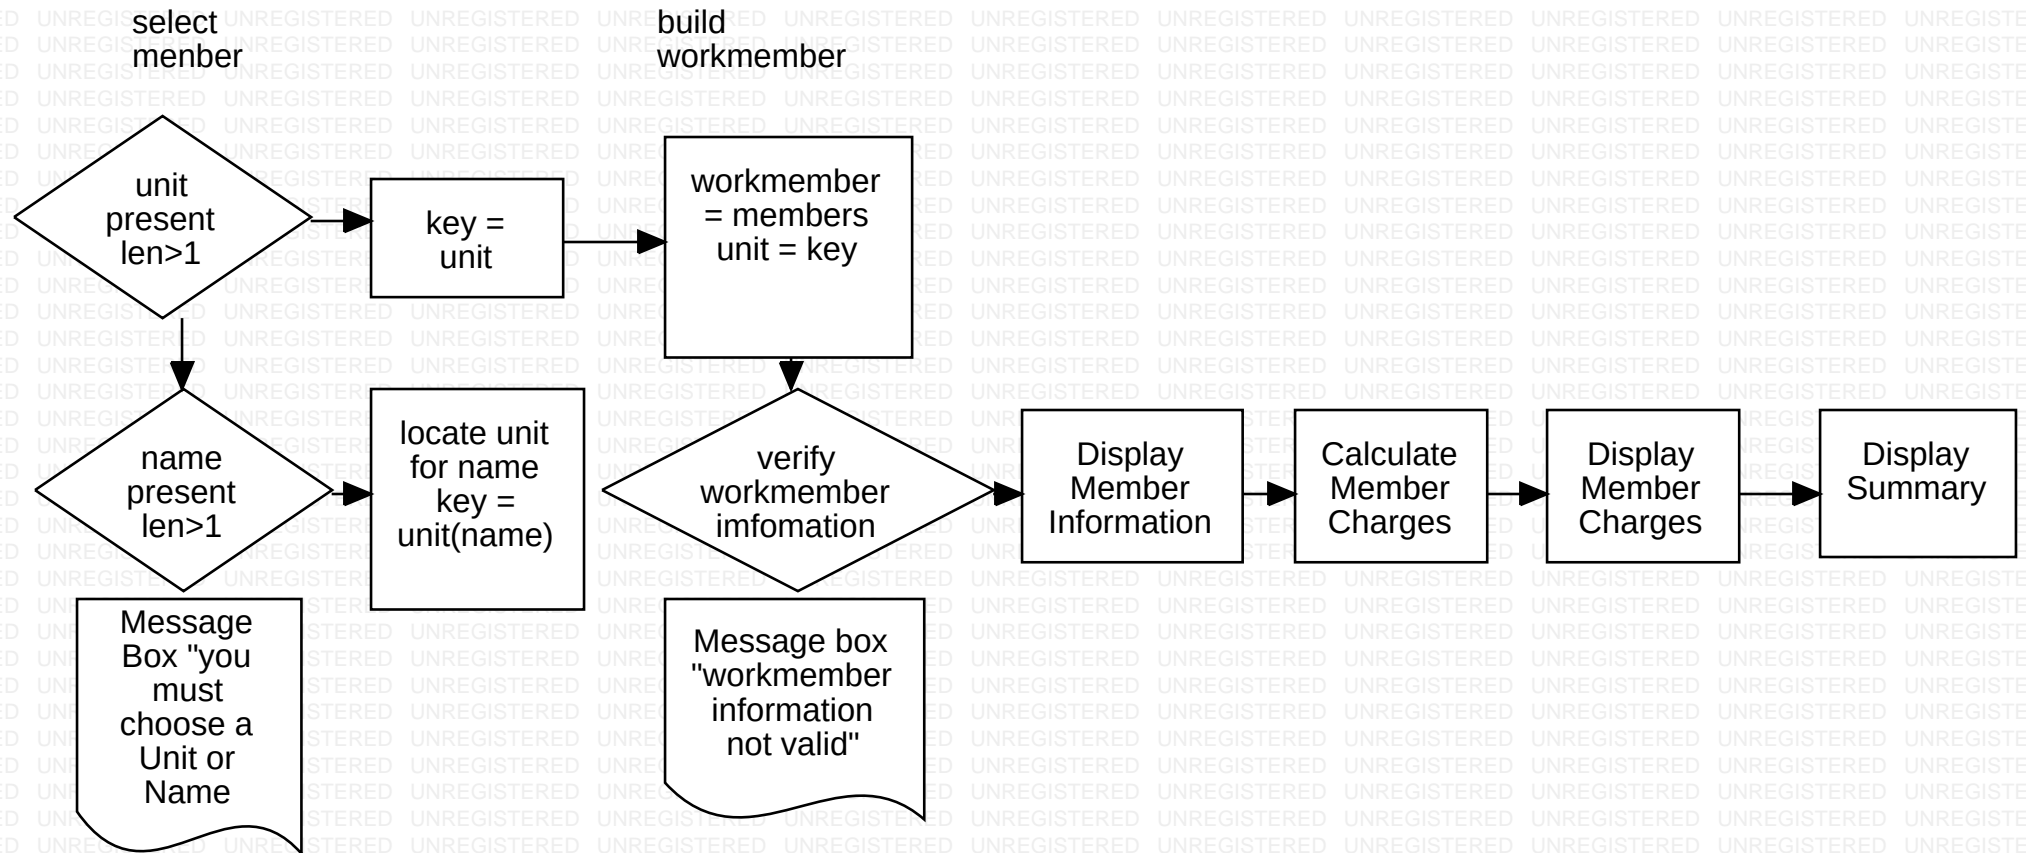 select
menber
build
workmember
unit
present
len>1
key =
unit
workmember
= members
unit = key
name
present
len>1
locate unit
for name
key =
unit(name)
verify
workmember
imfomation
Display
Member
Information
Calculate
Member
Charges
Display
Member
Charges
Display
Summary
Message
Box "you
must
choose a
Unit or
Name
Message box
"workmember
information
not valid"
UNREGISTERED